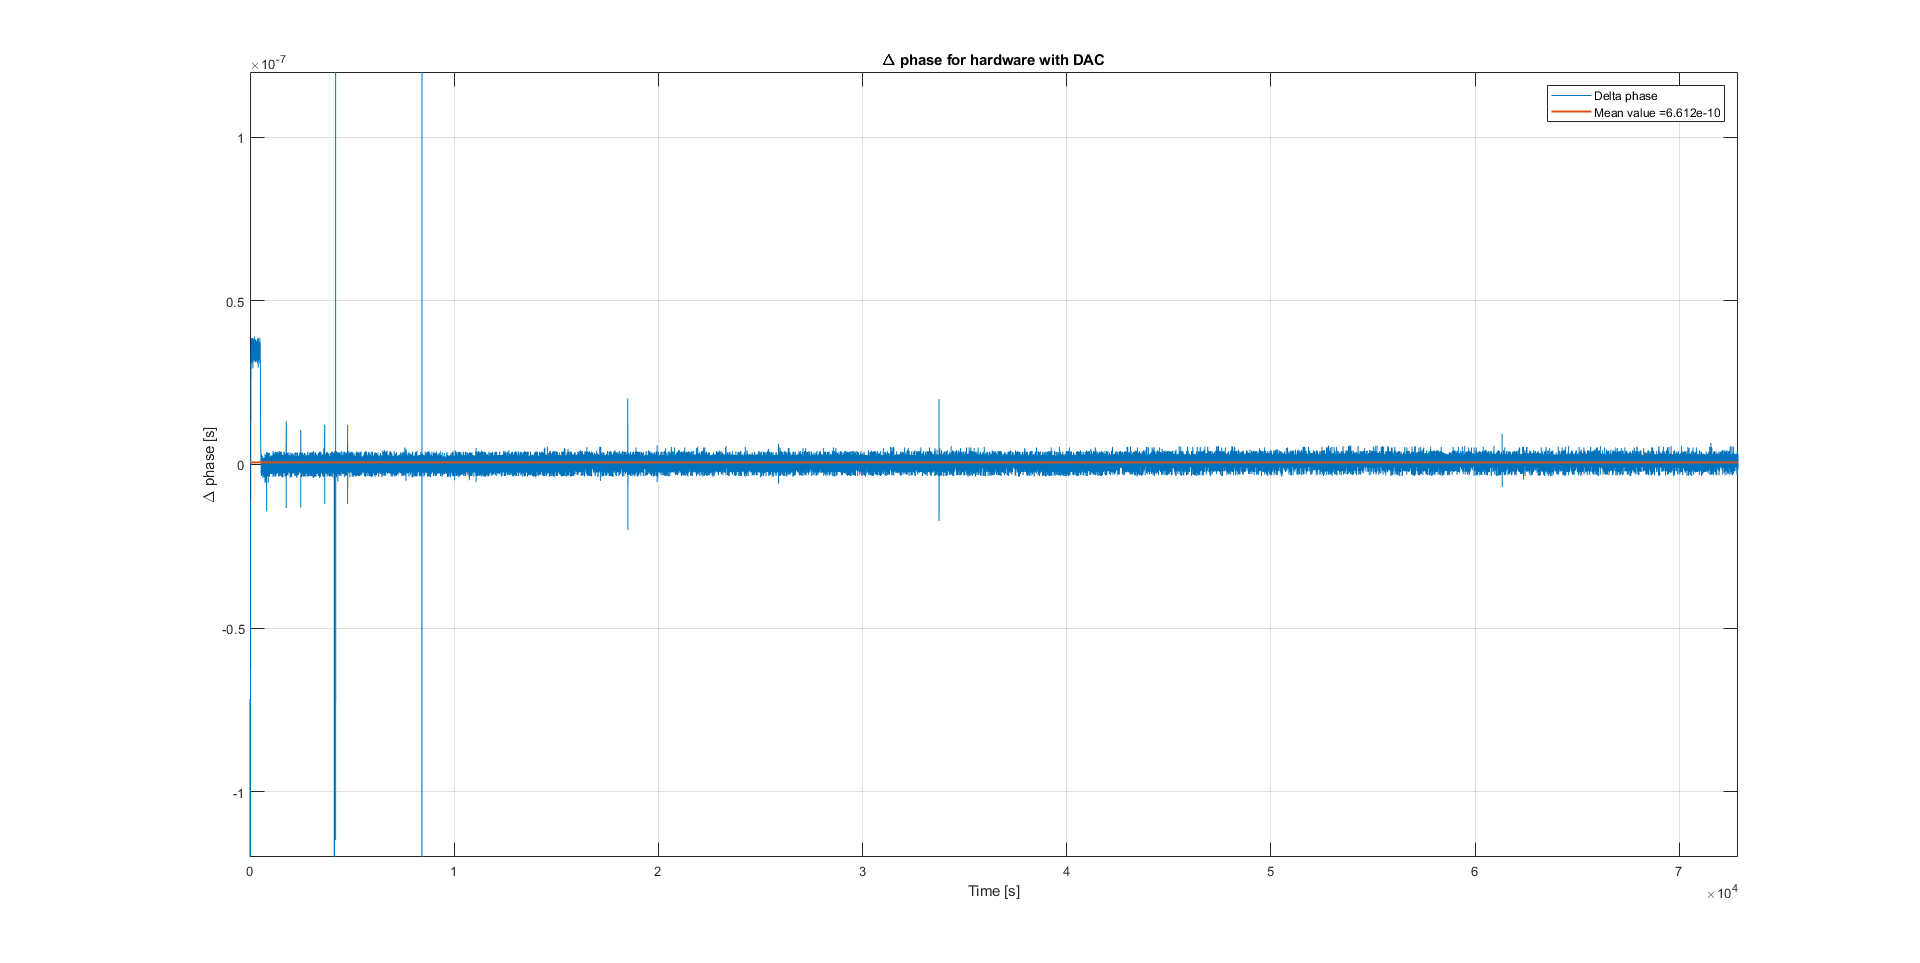 Δ phase for hardware with DAC
×10-7
Delta phase
Mean value =6.612e-10
1
0.5
0
-0.5
-1
Δ phase [s]
0 1 2 3 4 5 6 7
Time [s]
×104